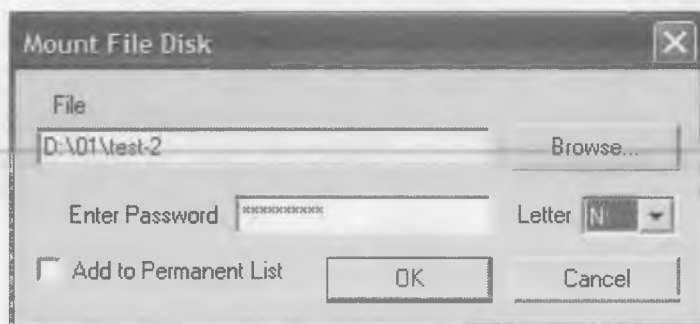 Mount File Disk
File
D:\01\test-2 Browse...
Enter Password ********** Letter N
Add to Permanent List OK Cancel